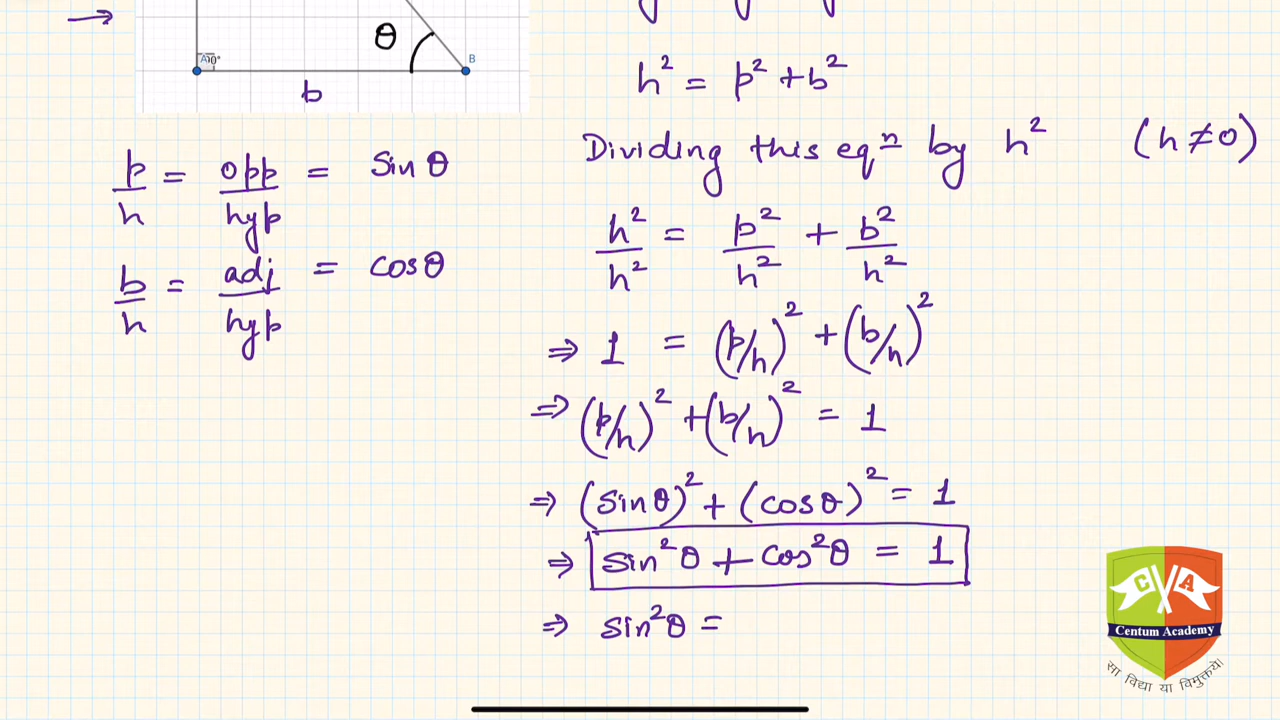 θ
A 90°
B
b
p/h = opp/hyp = Sin θ
b/h = adj/hyp = cos θ
h² = p² + b²
Dividing this eqⁿ by h² (h ≠ 0)
h²/h² = p²/h² + b²/h²
⇒ 1 = (p/h)² + (b/h)²
⇒ (p/h)² + (b/h)² = 1
⇒ (Sin θ)² + (cos θ)² = 1
⇒ Sin²θ + Cos²θ = 1
⇒ Sin²θ =
C A
Centum Academy
सा विद्या या विमुक्तये।